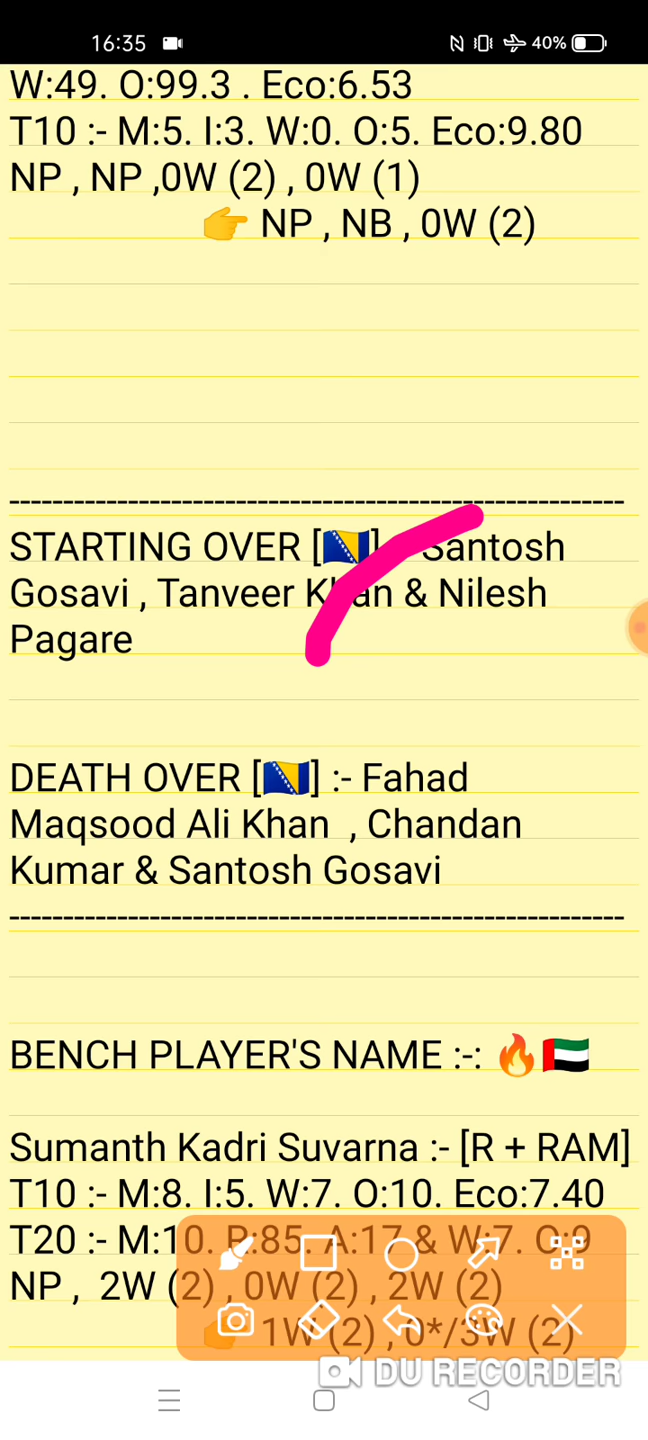 16:35 40%
W:49. O:99.3 . Eco:6.53
T10 :- M:5. I:3. W:0. O:5. Eco:9.80
NP , NP ,0W (2) , 0W (1)
👉 NP , NB , 0W (2)
---------------------------------------------------------
STARTING OVER [🇧🇦] Santosh
Gosavi , Tanveer Khan & Nilesh
Pagare
DEATH OVER [🇧🇦] :- Fahad
Maqsood Ali Khan , Chandan
Kumar & Santosh Gosavi
---------------------------------------------------------
BENCH PLAYER'S NAME :-: 🔥🇦🇪
Sumanth Kadri Suvarna :- [R + RAM]
T10 :- M:8. I:5. W:7. O:10. Eco:7.40
T20 :- M:10. R:85. A:17 & W:7. O:9
NP , 2W (2) , 0W (2) , 2W (2)
👉 1W (2) , 0*/3W (2)
DU RECORDER